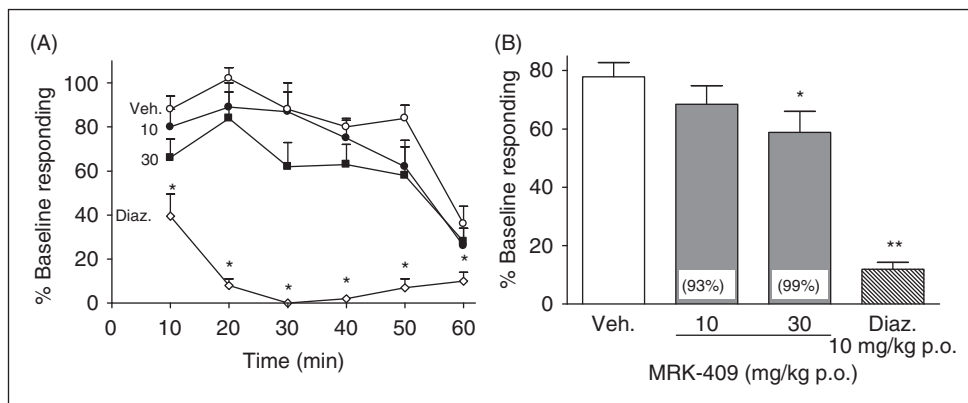 (A)
% Baseline responding
100
80
60
40
20
0
Veh.
10
30
Diaz.
*
*
*
*
*
*
0 10 20 30 40 50 60
Time (min)
(B)
% Baseline responding
80
60
40
20
0
*
**
(93%) (99%)
Veh. 10 30 Diaz.
10 mg/kg p.o.
MRK-409 (mg/kg p.o.)